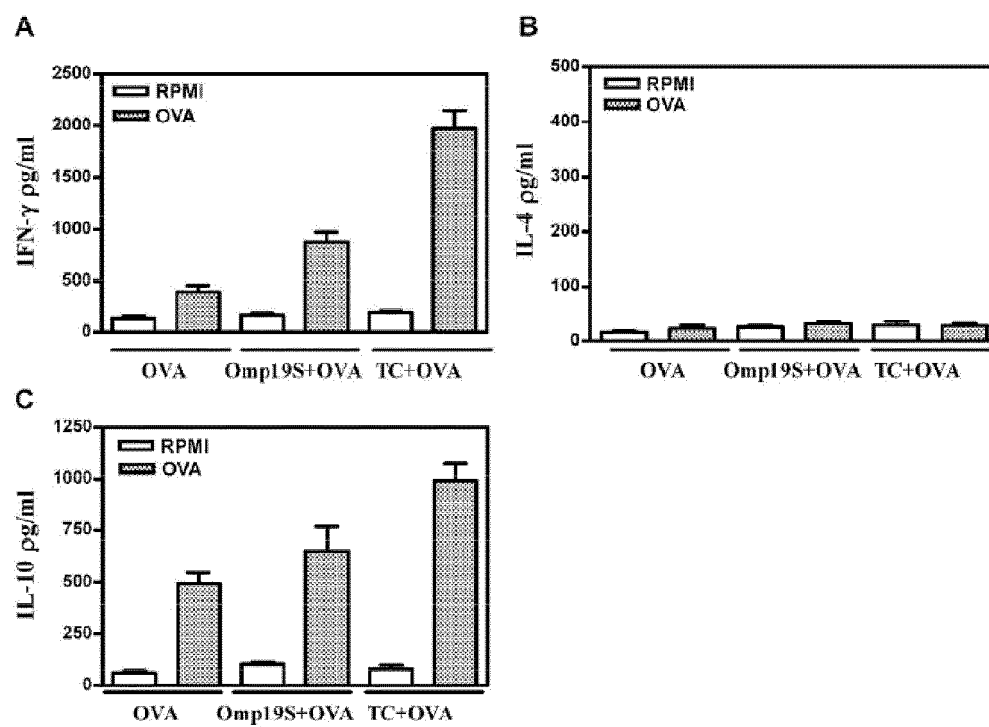 A
2500
2000
1500
1000
500
0
IFN-γ ρg/ml
RPMI
OVA
OVA Omp19S+OVA TC+OVA
B
500
400
300
200
100
0
IL-4 ρg/ml
RPMI
OVA
OVA Omp19S+OVA TC+OVA
C
1250
1000
750
500
250
0
IL-10 ρg/ml
RPMI
OVA
OVA Omp19S+OVA TC+OVA